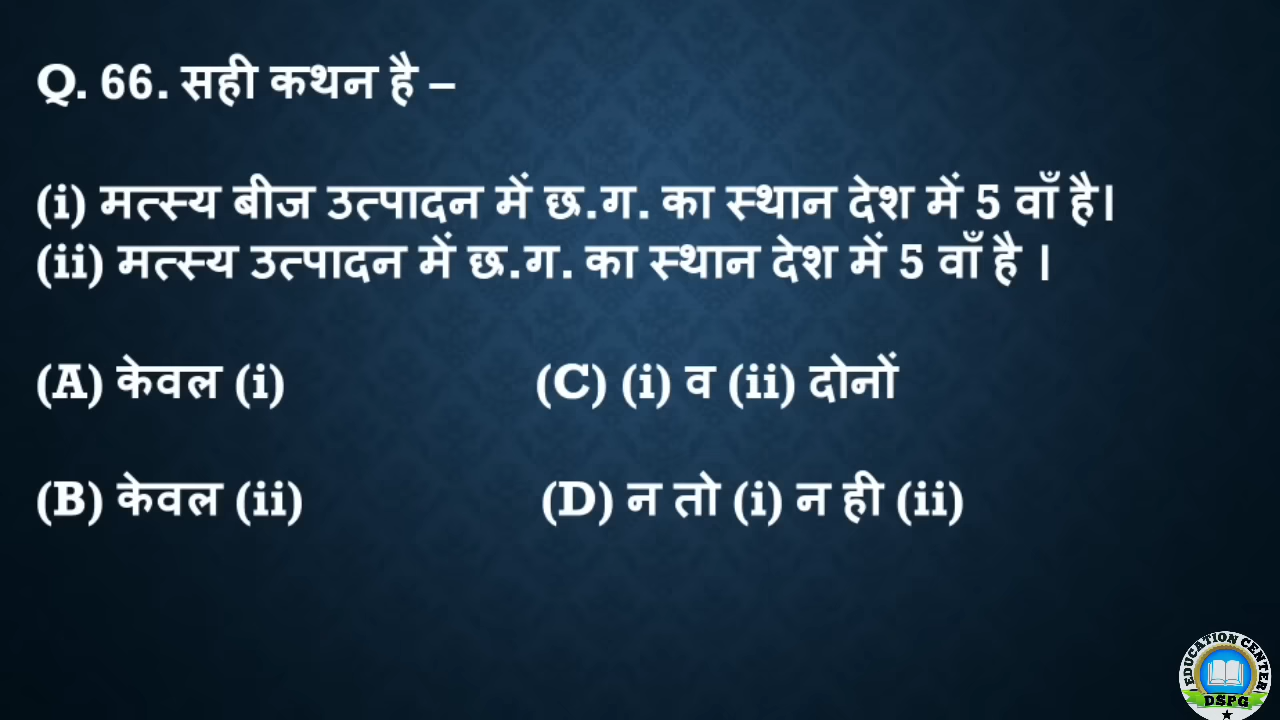 Q. 66. सही कथन है –
(i) मत्स्य बीज उत्पादन में छ.ग. का स्थान देश में 5 वाँ है।
(ii) मत्स्य उत्पादन में छ.ग. का स्थान देश में 5 वाँ है ।
(A) केवल (i) (C) (i) व (ii) दोनों
(B) केवल (ii) (D) न तो (i) न ही (ii)
EDUCATION CENTER
DSPG